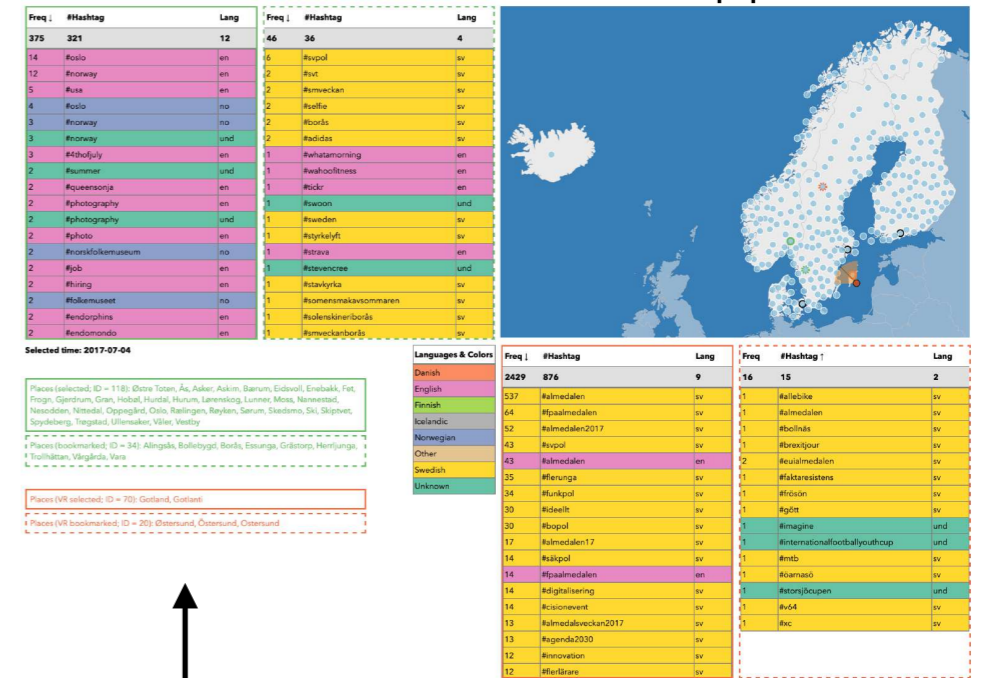 Freq ↓ #Hashtag Lang
375 321 12
14 #oslo en
12 #norway en
5 #usa en
4 #oslo no
3 #norway no
3 #norway und
3 #4thofjuly en
2 #summer und
2 #queensonja en
2 #photography en
2 #photography und
2 #photo en
2 #norskfolkemuseum no
2 #job en
2 #hiring en
2 #folkemuseet no
2 #endorphins en
2 #endomondo en
Freq ↓ #Hashtag Lang
46 36 4
6 #svpol sv
2 #svt sv
2 #smveckan sv
2 #selfie sv
2 #borås sv
2 #adidas sv
1 #whatamorning en
1 #wahoofitness en
1 #tickr en
1 #swoon und
1 #sweden sv
1 #styrkelyft sv
1 #strava en
1 #stevencree und
1 #stavkyrka sv
1 #somensmakavsommaren sv
1 #solenskineriborås sv
1 #smveckanborås sv
Selected time: 2017-07-04
Places (selected; ID = 118): Østre Toten, Ås, Asker, Askim, Bærum, Eidsvoll, Enebakk, Fet,
Frogn, Gjerdrum, Gran, Hobøl, Hurdal, Hurum, Lørenskog, Lunner, Moss, Nannestad,
Nesodden, Nittedal, Oppegård, Oslo, Rælingen, Røyken, Sørum, Skedsmo, Ski, Skiptvet,
Spydeberg, Trøgstad, Ullensaker, Våler, Vestby
Places (bookmarked; ID = 34): Alingsås, Bollebygd, Borås, Essunga, Grästorp, Herrljunga,
Trollhättan, Vårgårda, Vara
Places (VR selected; ID = 70): Gotland, Gotlanti
Places (VR bookmarked; ID = 20): Østersund, Östersund, Ostersund
Languages & Colors
Danish
English
Finnish
Icelandic
Norwegian
Other
Swedish
Unknown
Freq ↓ #Hashtag Lang
2429 876 9
537 #almedalen sv
64 #fpaalmedalen sv
52 #almedalen2017 sv
43 #svpol sv
43 #almedalen en
35 #flerunga sv
34 #funkpol sv
30 #ideellt sv
30 #bopol sv
17 #almedalen17 sv
14 #säkpol sv
14 #fpaalmedalen en
14 #digitalisering sv
14 #cisionevent sv
13 #almedalsveckan2017 sv
13 #agenda2030 sv
12 #innovation sv
12 #flerlärare sv
Freq #Hashtag ↑ Lang
16 15 2
1 #allebike sv
1 #almedalen sv
1 #bollnäs sv
1 #brexitjour sv
2 #euialmedalen sv
1 #faktaresistens sv
1 #frösön sv
1 #gött sv
1 #imagine und
1 #internationalfootballyouthcup und
1 #mtb sv
1 #öarnasö sv
1 #storsjöcupen und
1 #v64 sv
1 #xc sv